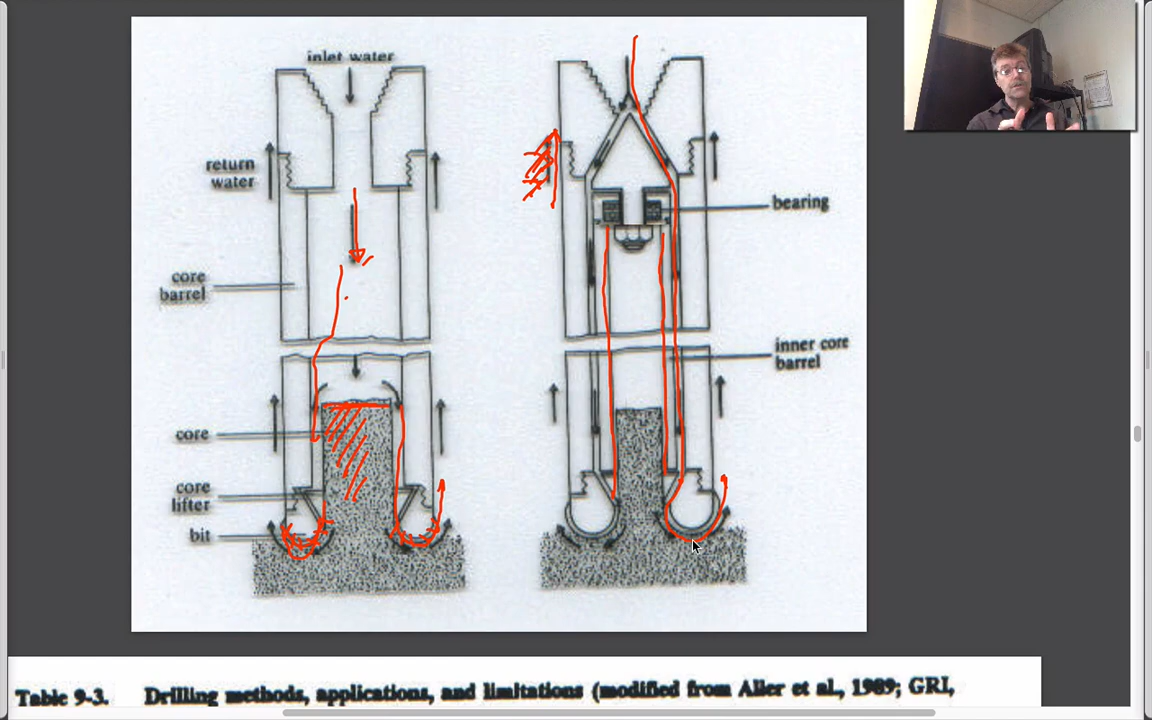 inlet water
return
water
bearing
core
barrel
inner core
barrel
core
core
lifter
bit
Table 9-3. Drilling methods, applications, and limitations (modified from Aller et al., 1989; GRI,